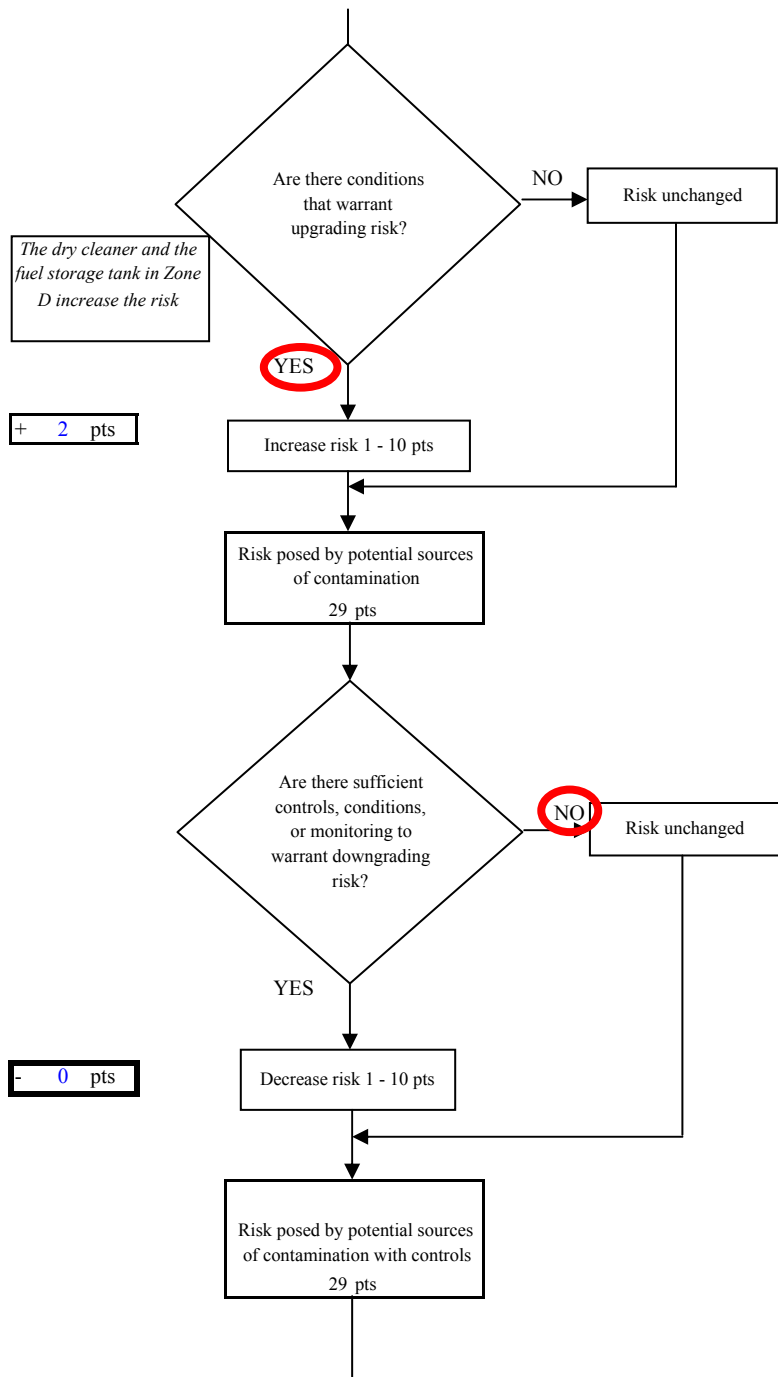 Are there conditions
that warrant
upgrading risk?
NO
Risk unchanged
The dry cleaner and the
fuel storage tank in Zone
D increase the risk
YES
+ 2 pts
Increase risk 1 - 10 pts
Risk posed by potential sources
of contamination
29 pts
Are there sufficient
controls, conditions,
or monitoring to
warrant downgrading
risk?
NO
Risk unchanged
YES
- 0 pts
Decrease risk 1 - 10 pts
Risk posed by potential sources
of contamination with controls
29 pts